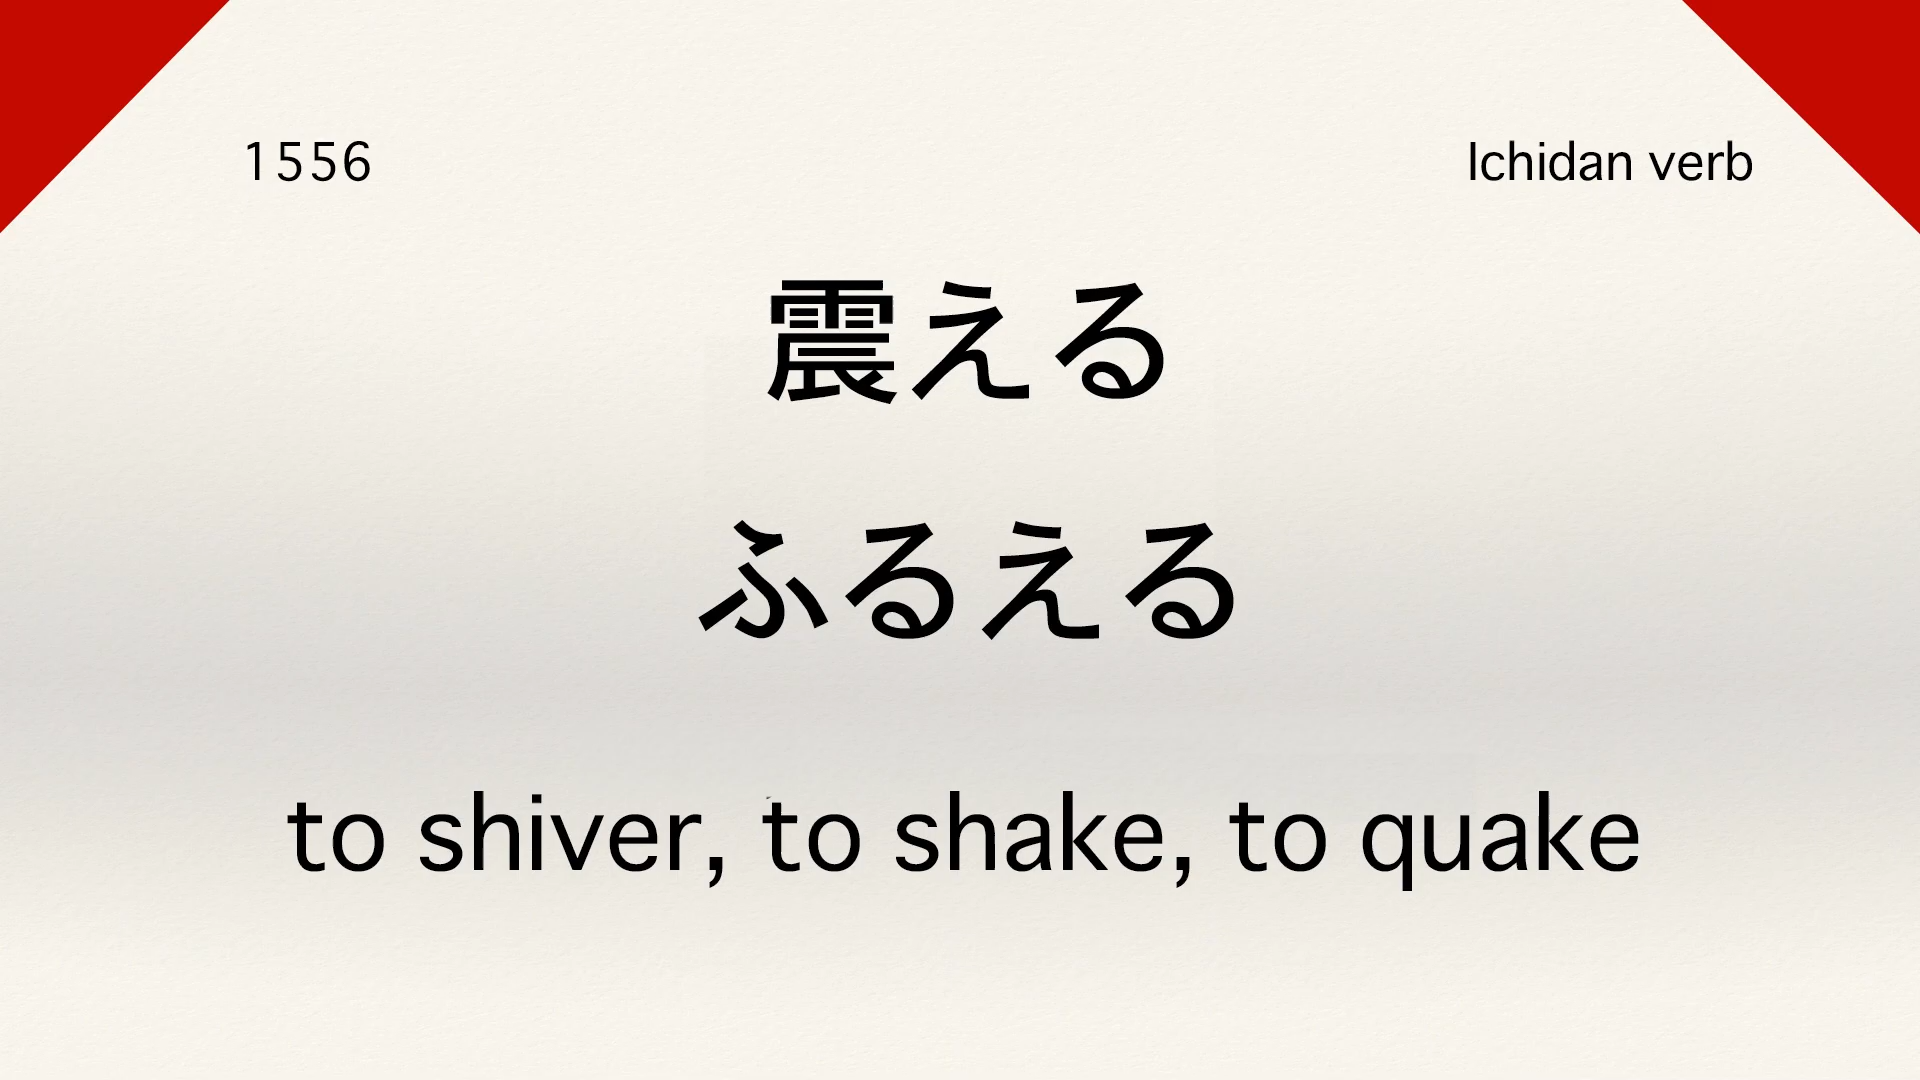 1556
Ichidan verb
震える
ふるえる
to shiver, to shake, to quake